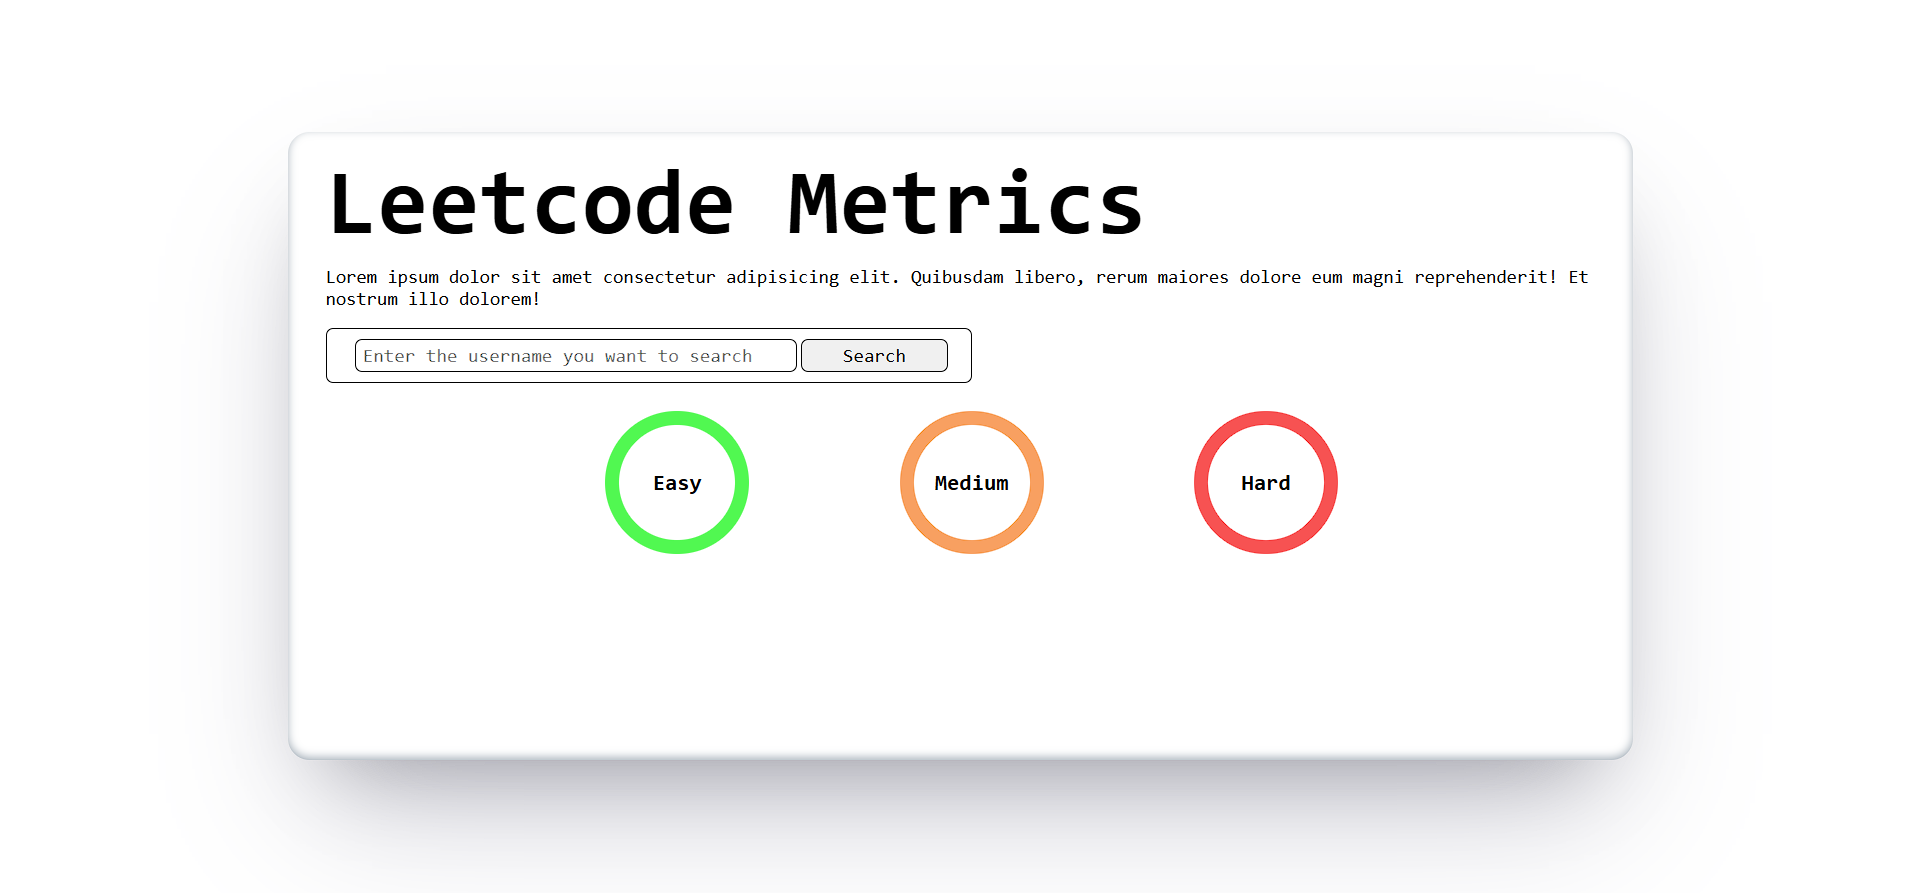 Leetcode Metrics
Lorem ipsum dolor sit amet consectetur adipisicing elit. Quibusdam libero, rerum maiores dolore eum magni reprehenderit! Et
nostrum illo dolorem!
Enter the username you want to search Search
Easy Medium Hard